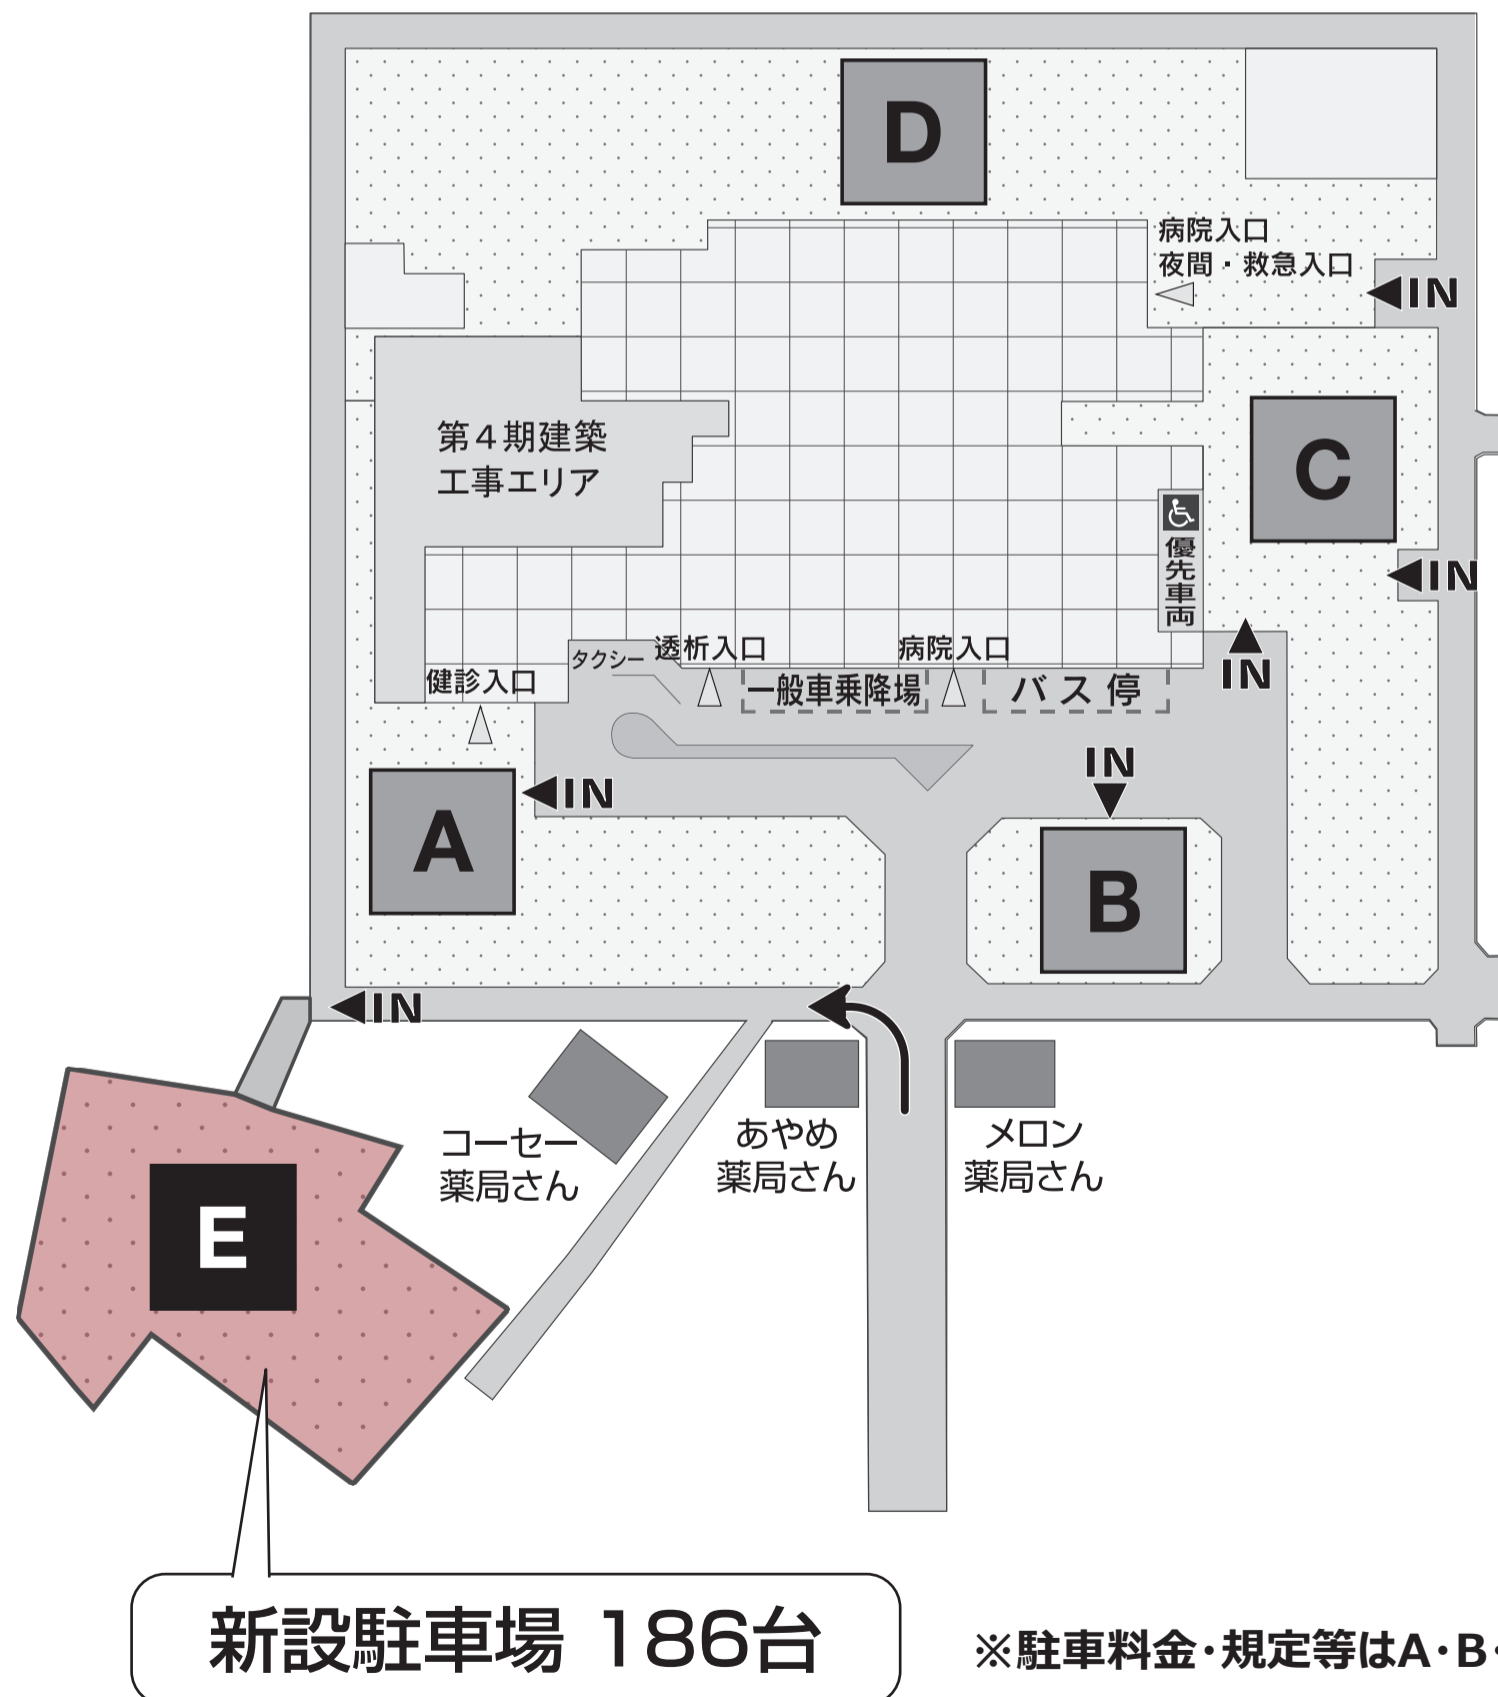 D
病院入口
夜間・救急入口
IN
第4期建築
工事エリア
C
優先車両
IN
IN
タクシー
透析入口
病院入口
健診入口
一般車乗降場
バス停
IN
A
IN
B
IN
コーセー
薬局さん
あやめ
薬局さん
メロン
薬局さん
E
新設駐車場 186台
※駐車料金・規定等はA・B・